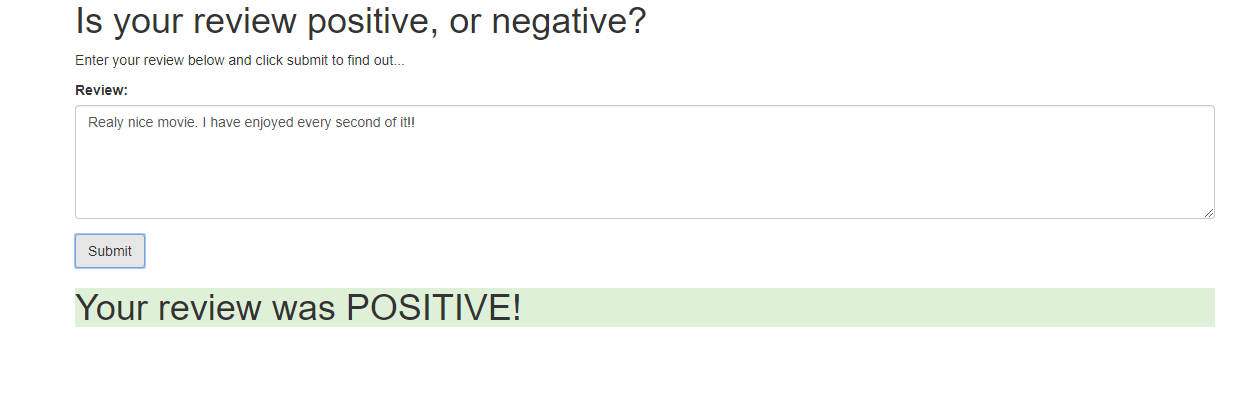 Is your review positive, or negative?
Enter your review below and click submit to find out...
Review:
Realy nice movie. I have enjoyed every second of it!!
Submit
Your review was POSITIVE!